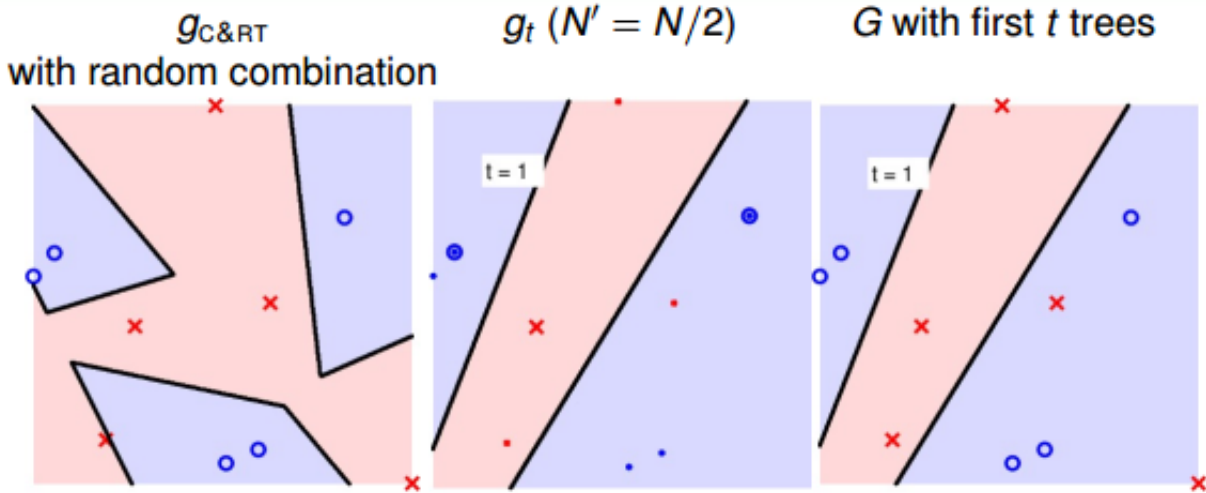 g_C&RT
with random combination
g_t (N′ = N/2)
G with first t trees
t = 1
t = 1